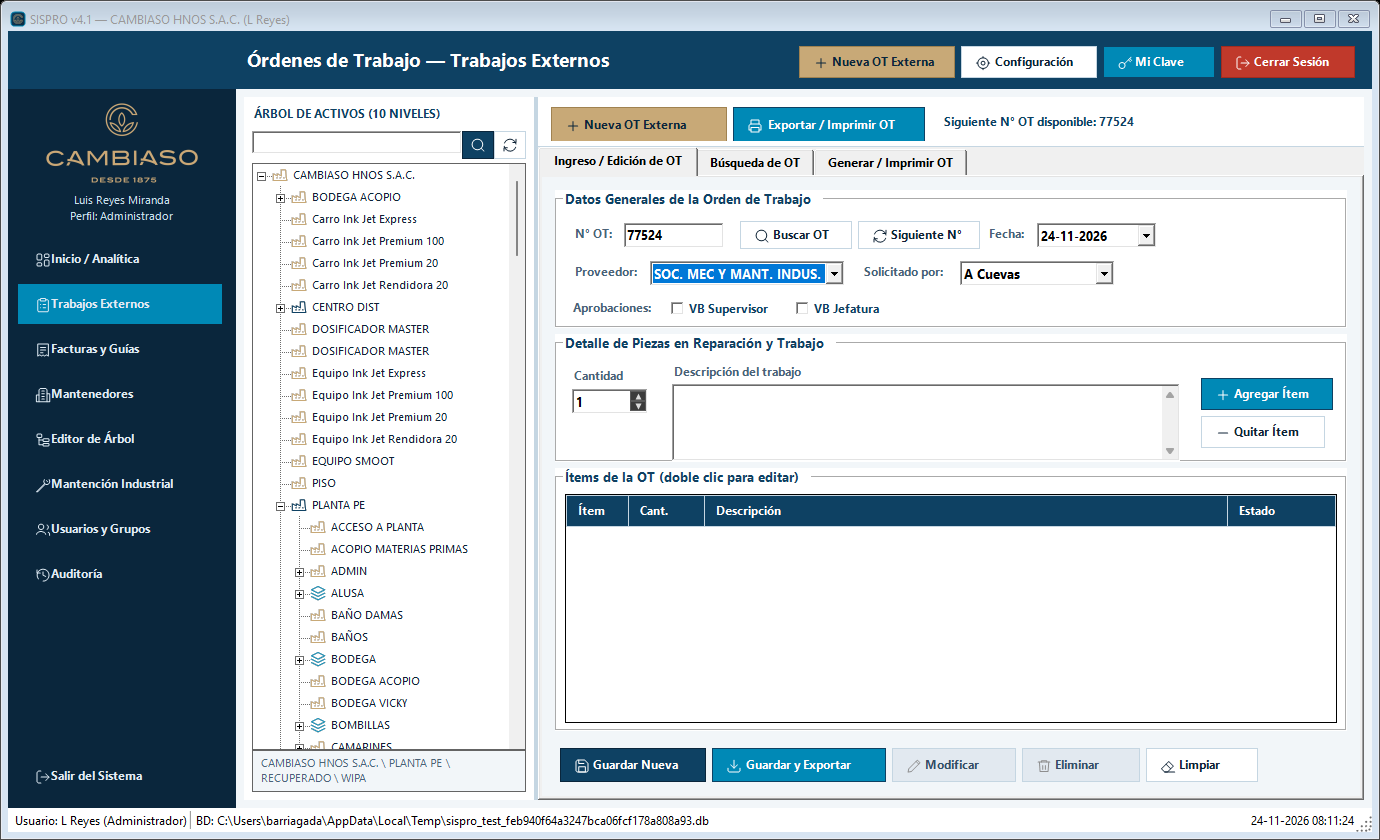 SISPRO v4.1 — CAMBIASO HNOS S.A.C. (L Reyes)
Órdenes de Trabajo — Trabajos Externos
Nueva OT Externa
Configuración
Mi Clave
Cerrar Sesión
CAMBIASO
DESDE 1875
Luis Reyes Miranda
Perfil: Administrador
Inicio / Analítica
Trabajos Externos
Facturas y Guías
Mantenedores
Editor de Árbol
Mantención Industrial
Usuarios y Grupos
Auditoría
Salir del Sistema
ÁRBOL DE ACTIVOS (10 NIVELES)
CAMBIASO HNOS S.A.C.
BODEGA ACOPIO
Carro Ink Jet Express
Carro Ink Jet Premium 100
Carro Ink Jet Premium 20
Carro Ink Jet Rendidora 20
CENTRO DIST
DOSIFICADOR MASTER
DOSIFICADOR MASTER
Equipo Ink Jet Express
Equipo Ink Jet Premium 100
Equipo Ink Jet Premium 20
Equipo Ink Jet Rendidora 20
EQUIPO SMOOT
PISO
PLANTA PE
ACCESO A PLANTA
ACOPIO MATERIAS PRIMAS
ADMIN
ALUSA
BAÑO DAMAS
BAÑOS
BODEGA
BODEGA ACOPIO
BODEGA VICKY
BOMBILLAS
CAMARINES
CAMBIASO HNOS S.A.C. \ PLANTA PE \
RECUPERADO \ WIPA
Nueva OT Externa
Exportar / Imprimir OT
Siguiente N° OT disponible: 77524
Ingreso / Edición de OT
Búsqueda de OT
Generar / Imprimir OT
Datos Generales de la Orden de Trabajo
N° OT:
77524
Buscar OT
Siguiente N°
Fecha:
24-11-2026
Proveedor:
SOC. MEC Y MANT. INDUS.
Solicitado por:
A Cuevas
Aprobaciones:
VB Supervisor
VB Jefatura
Detalle de Piezas en Reparación y Trabajo
Cantidad
Descripción del trabajo
1
Agregar Ítem
Quitar Ítem
Ítems de la OT (doble clic para editar)
Ítem
Cant.
Descripción
Estado
Guardar Nueva
Guardar y Exportar
Modificar
Eliminar
Limpiar
Usuario: L Reyes (Administrador)
BD: C:\Users\barriagada\AppData\Local\Temp\sispro_test_feb940f64a3247bca06fcf178a808a93.db
24-11-2026 08:11:24